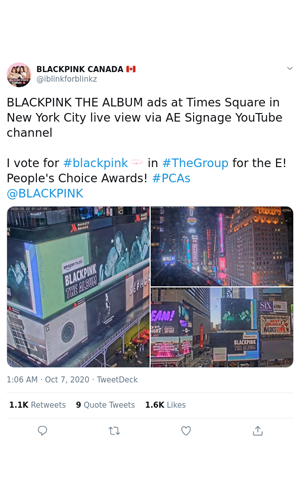 BLACKPINK CANADA 🇨🇦
@iblinkforblinkz
BLACKPINK THE ALBUM ads at Times Square in
New York City live view via AE Signage YouTube
channel
I vote for #blackpink in #TheGroup for the E!
People's Choice Awards! #PCAs
@BLACKPINK
BLACKPINK
THE ALBUM
EAM!
SIX
BLACKPINK
1:06 AM · Oct 7, 2020 · TweetDeck
1.1K Retweets 9 Quote Tweets 1.6K Likes